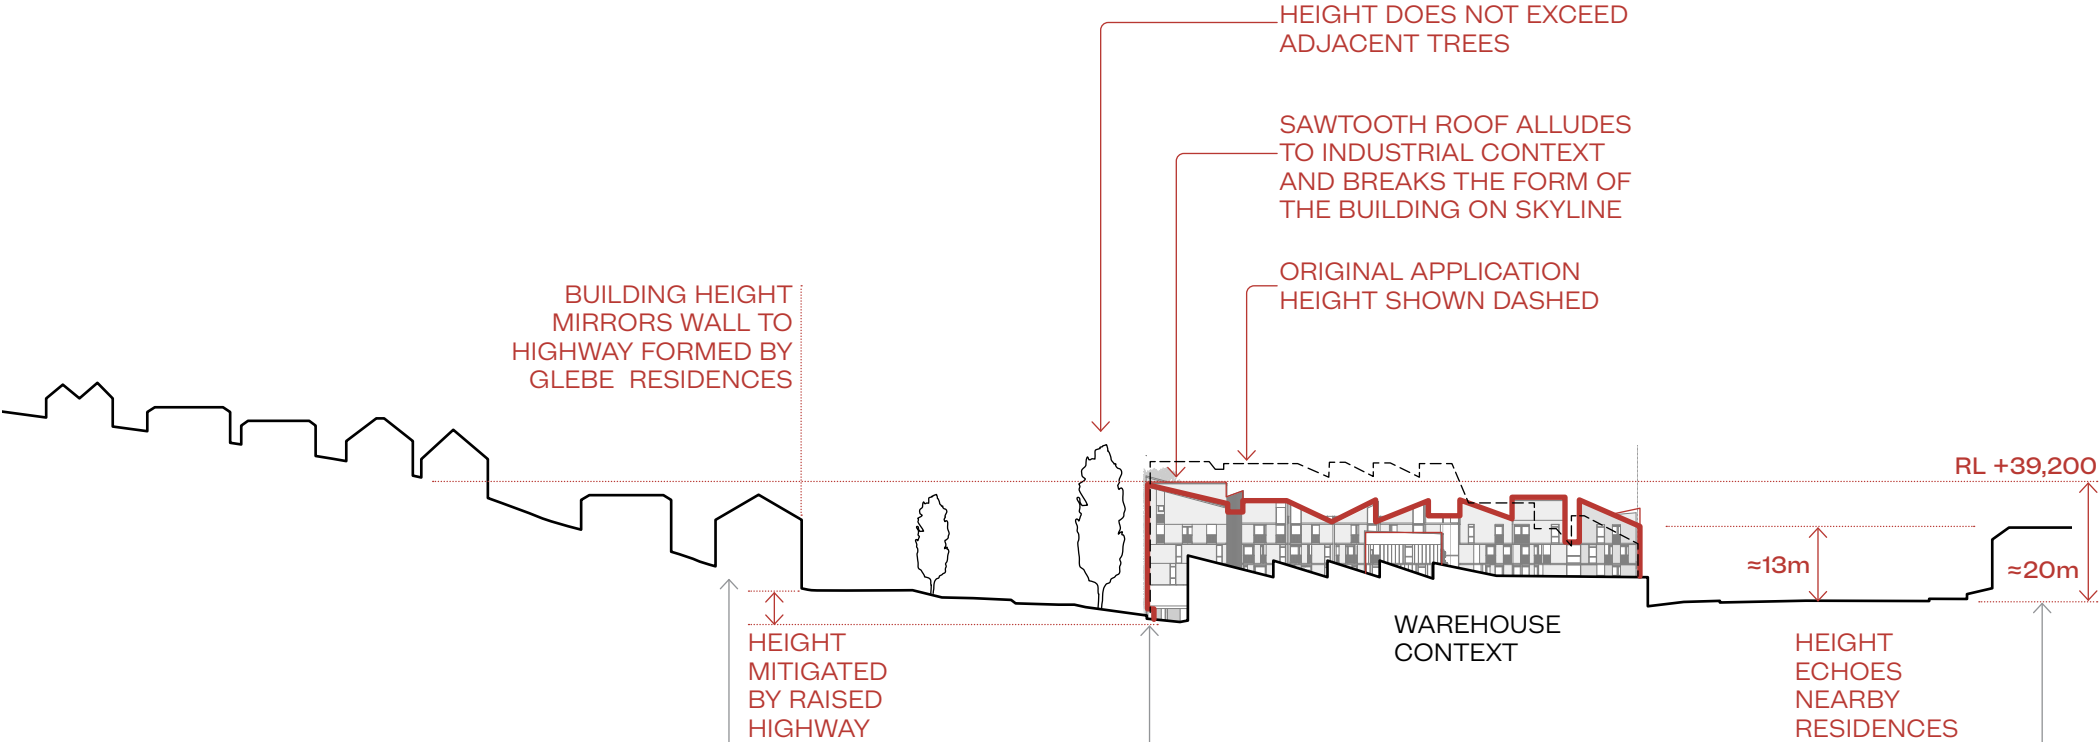 HEIGHT DOES NOT EXCEED
ADJACENT TREES
SAWTOOTH ROOF ALLUDES
TO INDUSTRIAL CONTEXT
AND BREAKS THE FORM OF
THE BUILDING ON SKYLINE
ORIGINAL APPLICATION
HEIGHT SHOWN DASHED
BUILDING HEIGHT
MIRRORS WALL TO
HIGHWAY FORMED BY
GLEBE RESIDENCES
RL +39,200
≈13m
≈20m
WAREHOUSE
CONTEXT
HEIGHT
MITIGATED
BY RAISED
HIGHWAY
HEIGHT
ECHOES
NEARBY
RESIDENCES